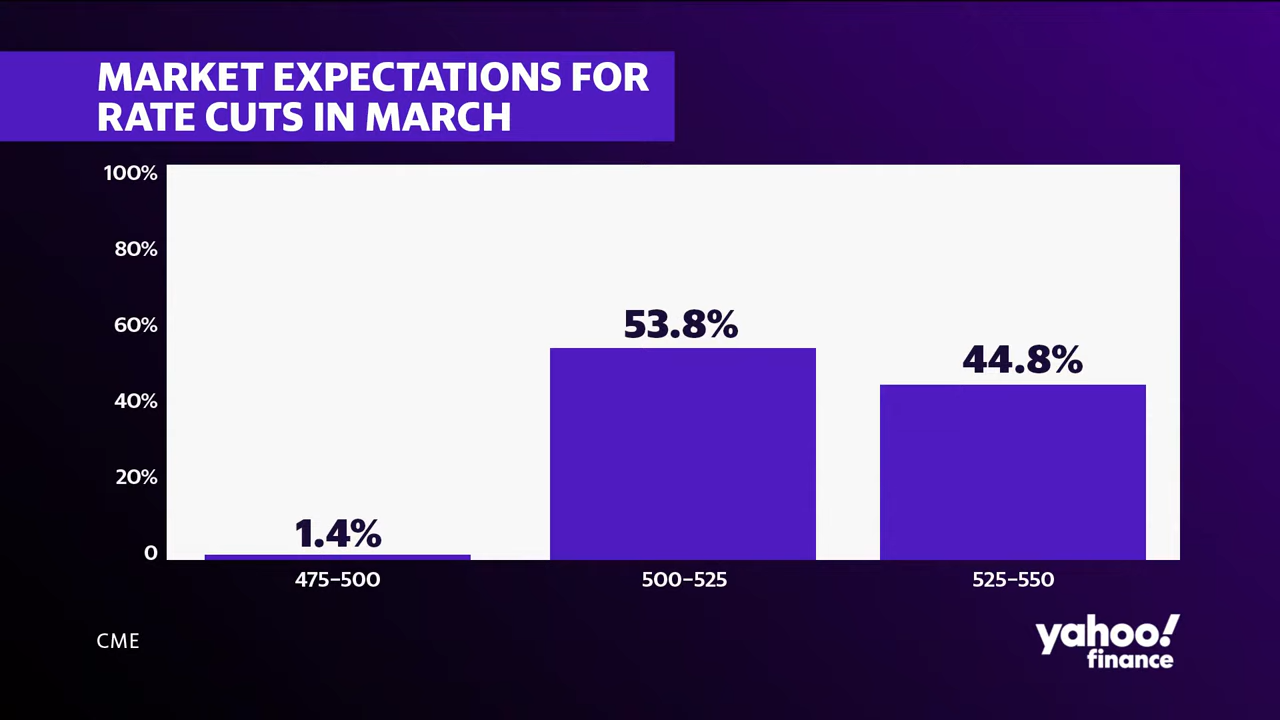 MARKET EXPECTATIONS FOR
RATE CUTS IN MARCH
100%
80%
60%
40%
20%
0
1.4%
53.8%
44.8%
475–500
500–525
525–550
CME
yahoo!
finance